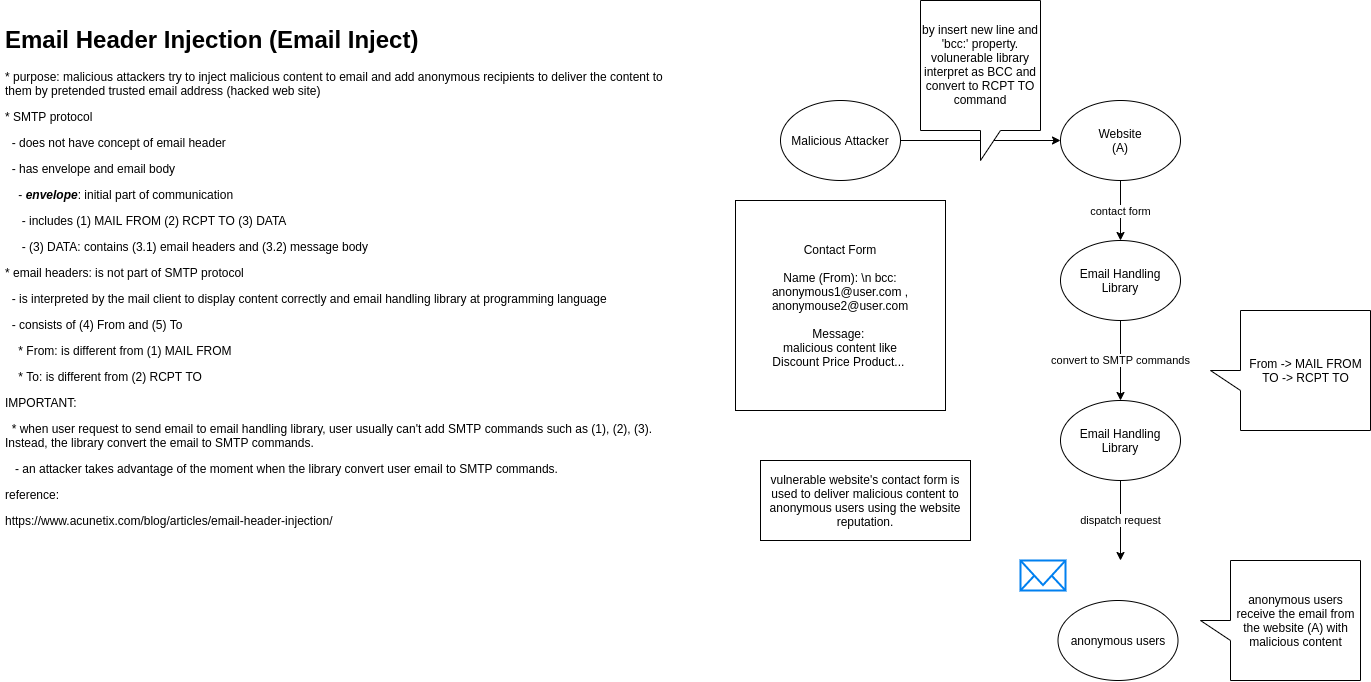 Email Header Injection (Email Inject)
* purpose: malicious attackers try to inject malicious content to email and add anonymous recipients to deliver the content to
them by pretended trusted email address (hacked web site)
* SMTP protocol
- does not have concept of email header
- has envelope and email body
- envelope: initial part of communication
- includes (1) MAIL FROM (2) RCPT TO (3) DATA
- (3) DATA: contains (3.1) email headers and (3.2) message body
* email headers: is not part of SMTP protocol
- is interpreted by the mail client to display content correctly and email handling library at programming language
- consists of (4) From and (5) To
* From: is different from (1) MAIL FROM
* To: is different from (2) RCPT TO
IMPORTANT:
* when user request to send email to email handling library, user usually can't add SMTP commands such as (1), (2), (3).
Instead, the library convert the email to SMTP commands.
- an attacker takes advantage of the moment when the library convert user email to SMTP commands.
reference:
https://www.acunetix.com/blog/articles/email-header-injection/
by insert new line and
'bcc:' property.
volunerable library
interpret as BCC and
convert to RCPT TO
command
Malicious Attacker
Website
(A)
contact form
Contact Form
Name (From): \n bcc:
anonymous1@user.com ,
anonymouse2@user.com
Message:
malicious content like
Discount Price Product...
Email Handling
Library
convert to SMTP commands
From -> MAIL FROM
TO -> RCPT TO
Email Handling
Library
vulnerable website's contact form is
used to deliver malicious content to
anonymous users using the website
reputation.
dispatch request
anonymous users
anonymous users
receive the email from
the website (A) with
malicious content